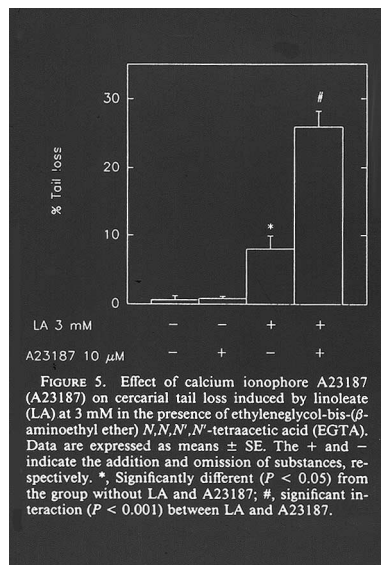 30
20
10
0
% Tail loss
#
*
LA 3 mM − − + +
A23187 10 μM − + − +
FIGURE 5. Effect of calcium ionophore A23187
(A23187) on cercarial tail loss induced by linoleate
(LA) at 3 mM in the presence of ethyleneglycol-bis-(β-
aminoethyl ether) N,N,N′,N′-tetraacetic acid (EGTA).
Data are expressed as means ± SE. The + and −
indicate the addition and omission of substances, re-
spectively. *, Significantly different (P < 0.05) from
the group without LA and A23187; #, significant in-
teraction (P < 0.001) between LA and A23187.